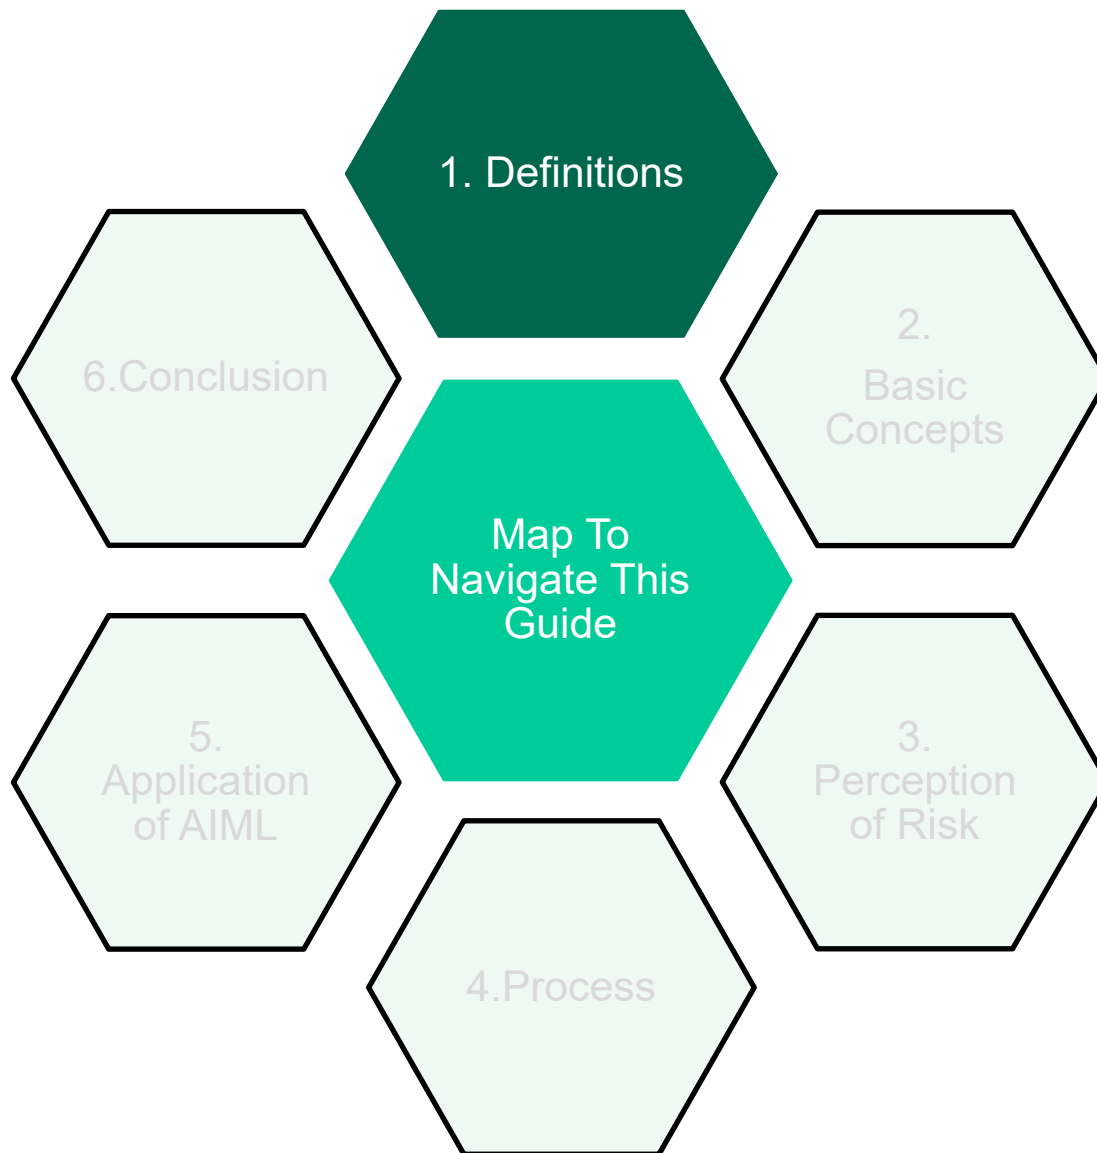 1. Definitions
2.
Basic
Concepts
3.
Perception
of Risk
4.Process
5.
Application
of AIML
6.Conclusion
Map To
Navigate This
Guide